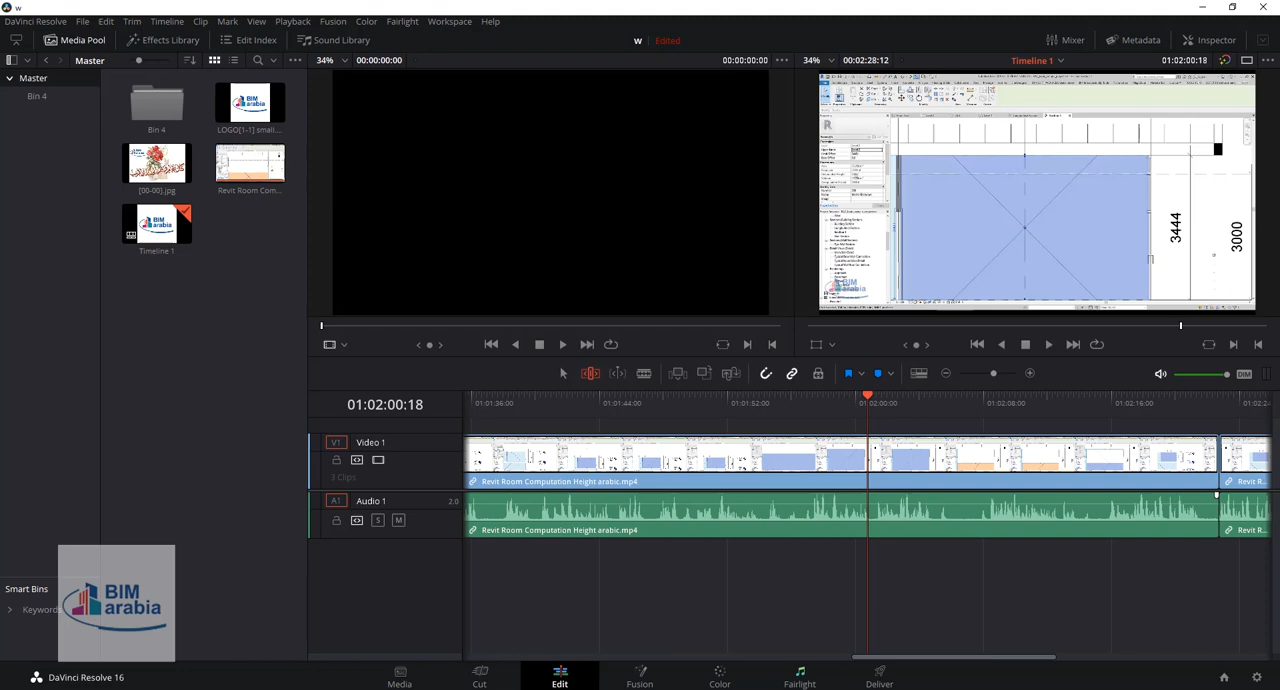 w
DaVinci Resolve File Edit Trim Timeline Clip Mark View Playback Fusion Color Fairlight Workspace Help
Media Pool Effects Library Edit Index Sound Library w Edited Mixer Metadata Inspector
Master 34% 00:00:00:00 00:00:00:00 34% 00:02:28:12 Timeline 1 01:02:00:18
Master
Bin 4
Bin 4
BIM
arabia
LOGO[1-1] small...
[00-00].jpg
Revit Room Com...
BIM
arabia
Timeline 1
3444
3000
BIM
arabia
DIM
01:02:00:18
01:01:36:00 01:01:44:00 01:01:52:00 01:02:00:00 01:02:08:00 01:02:16:00 01:02:24
V1 Video 1
3 Clips
Revit Room Computation Height arabic.mp4 Revit R...
A1 Audio 1 2.0
S M
Revit Room Computation Height arabic.mp4 Revit R...
Smart Bins
Keywords
BIM
arabia
DaVinci Resolve 16
Media Cut Edit Fusion Color Fairlight Deliver